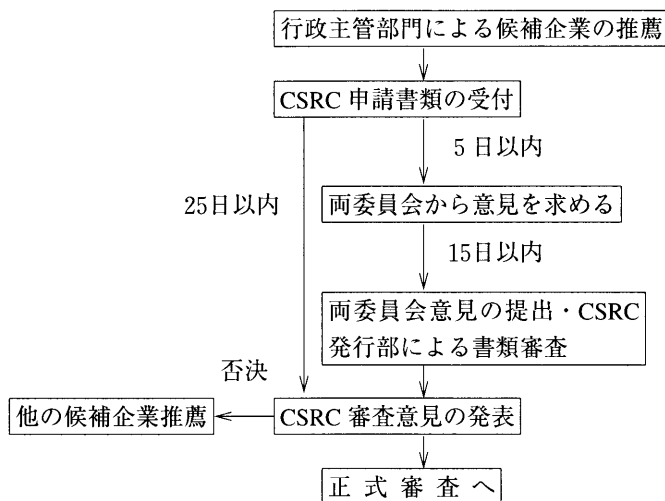 行政主管部門による候補企業の推薦
CSRC 申請書類の受付
5 日以内
25日以内
両委員会から意見を求める
15日以内
両委員会意見の提出・CSRC
発行部による書類審査
否決
他の候補企業推薦
CSRC 審査意見の発表
正 式 審 査 へ